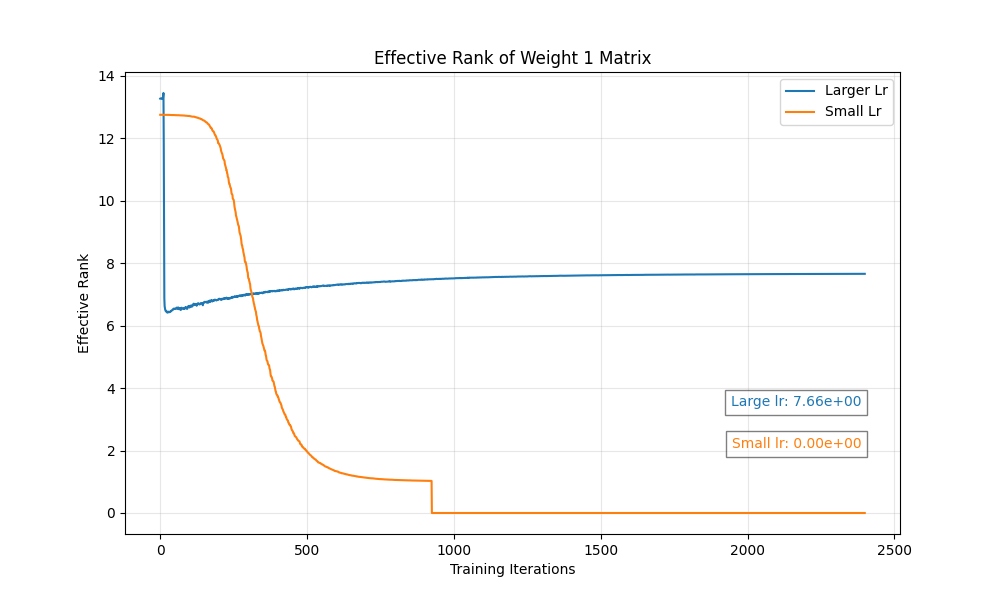 Effective Rank of Weight 1 Matrix
Larger Lr
Small Lr
14
12
10
8
6
4
2
0
Effective Rank
Large lr: 7.66e+00
Small lr: 0.00e+00
0
500
1000
1500
2000
2500
Training Iterations